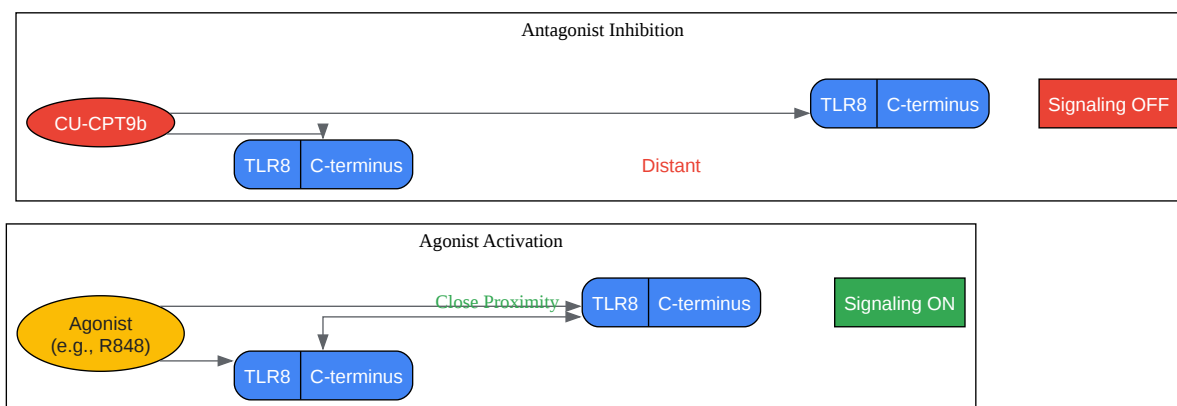 Antagonist Inhibition
CU-CPT9b
TLR8
C-terminus
Signaling OFF
TLR8
C-terminus
Distant
Agonist Activation
Agonist
(e.g., R848)
Close Proximity
TLR8
C-terminus
Signaling ON
TLR8
C-terminus